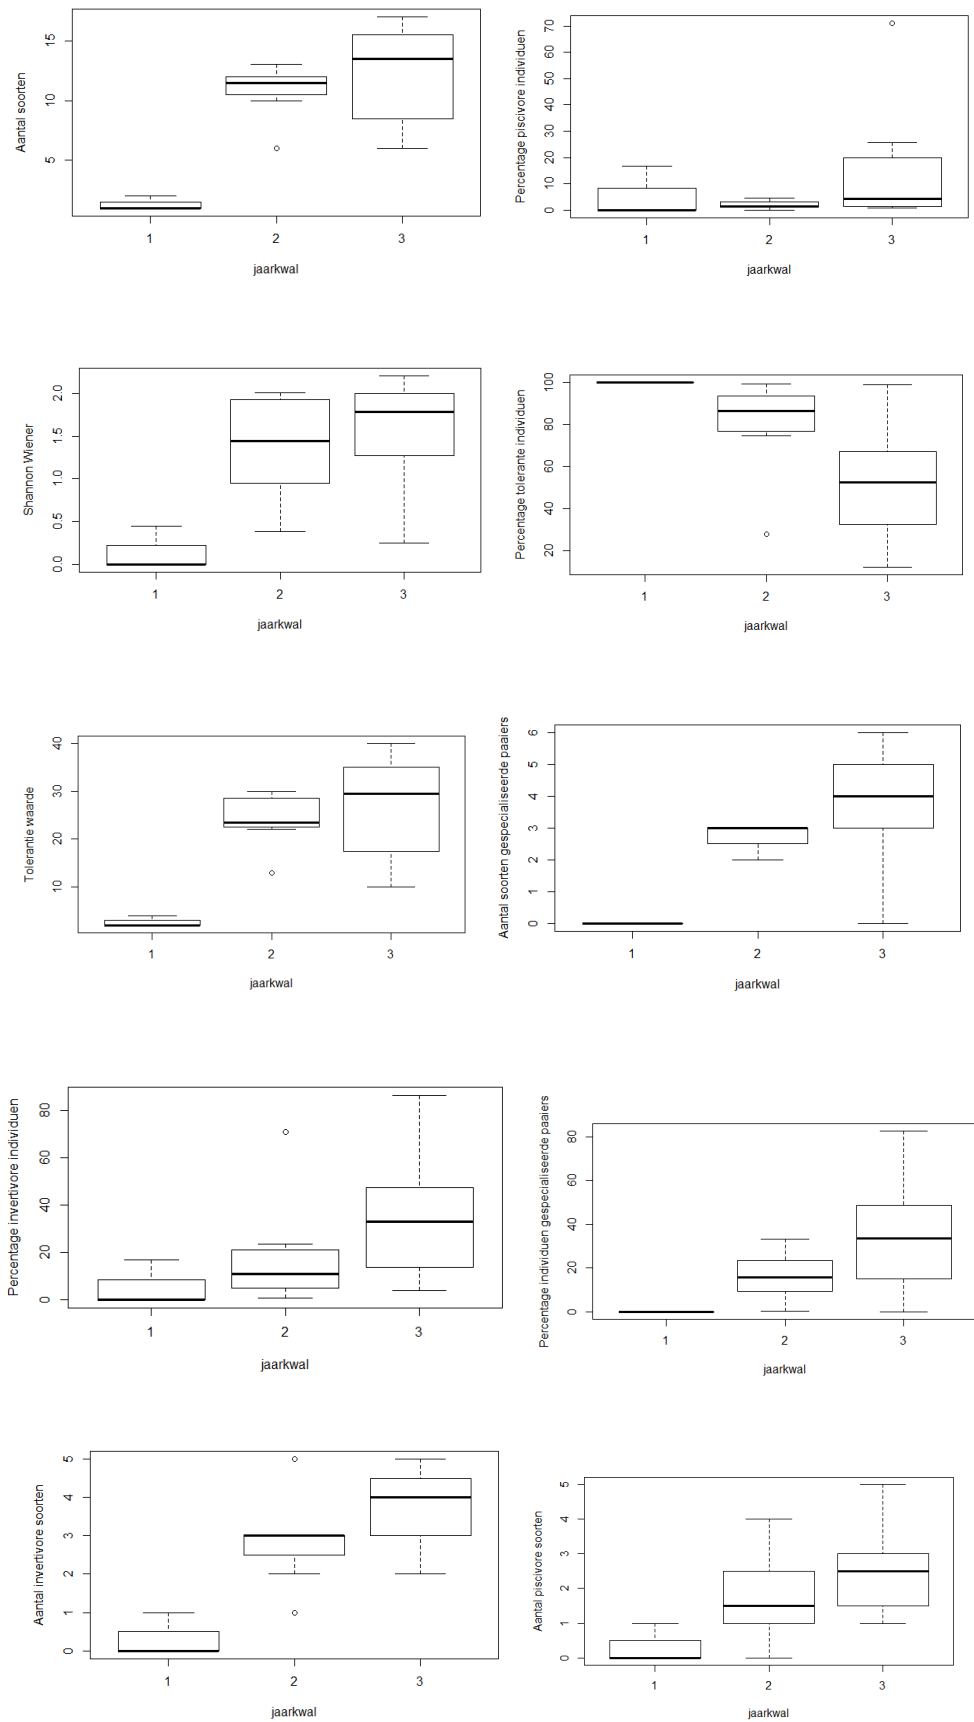 Aantal soorten
5 10 15
1 2 3
jaarkwal
Percentage piscivore individuen
0 10 20 30 40 50 60 70
1 2 3
jaarkwal
Shannon Wiener
0.0 0.5 1.0 1.5 2.0
1 2 3
jaarkwal
Percentage tolerante individuen
20 40 60 80 100
1 2 3
jaarkwal
Tolerantie waarde
10 20 30 40
1 2 3
jaarkwal
Aantal soorten gespecialiseerde paaiers
0 1 2 3 4 5 6
1 2 3
jaarkwal
Percentage invertivore individuen
0 20 40 60 80
1 2 3
jaarkwal
Percentage individuen gespecialiseerde paaiers
0 20 40 60 80
1 2 3
jaarkwal
Aantal invertivore soorten
0 1 2 3 4 5
1 2 3
jaarkwal
Aantal piscivore soorten
0 1 2 3 4 5
1 2 3
jaarkwal